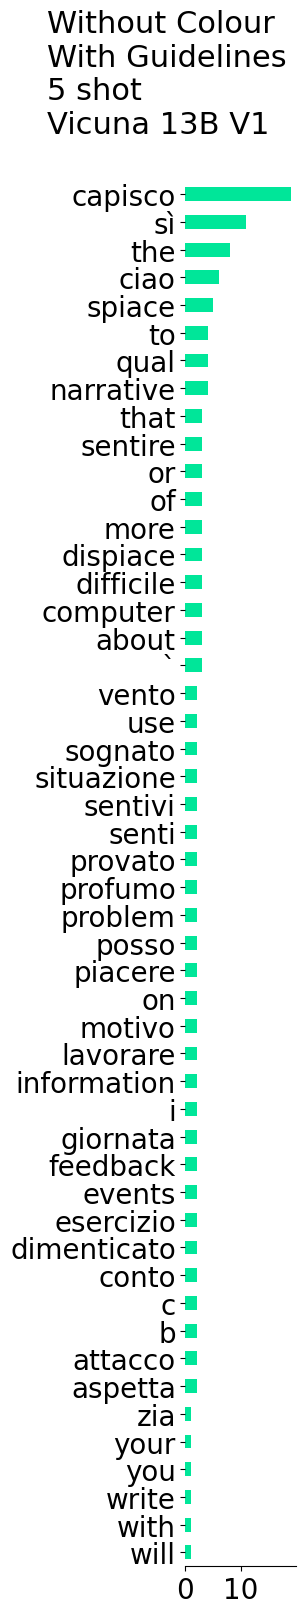 Without Colour
With Guidelines
5 shot
Vicuna 13B V1
capisco
sì
the
ciao
spiace
to
qual
narrative
that
sentire
or
of
more
dispiace
difficile
computer
about
`
vento
use
sognato
situazione
sentivi
senti
provato
profumo
problem
posso
piacere
on
motivo
lavorare
information
i
giornata
feedback
events
esercizio
dimenticato
conto
c
b
attacco
aspetta
zia
your
you
write
with
will
0 10